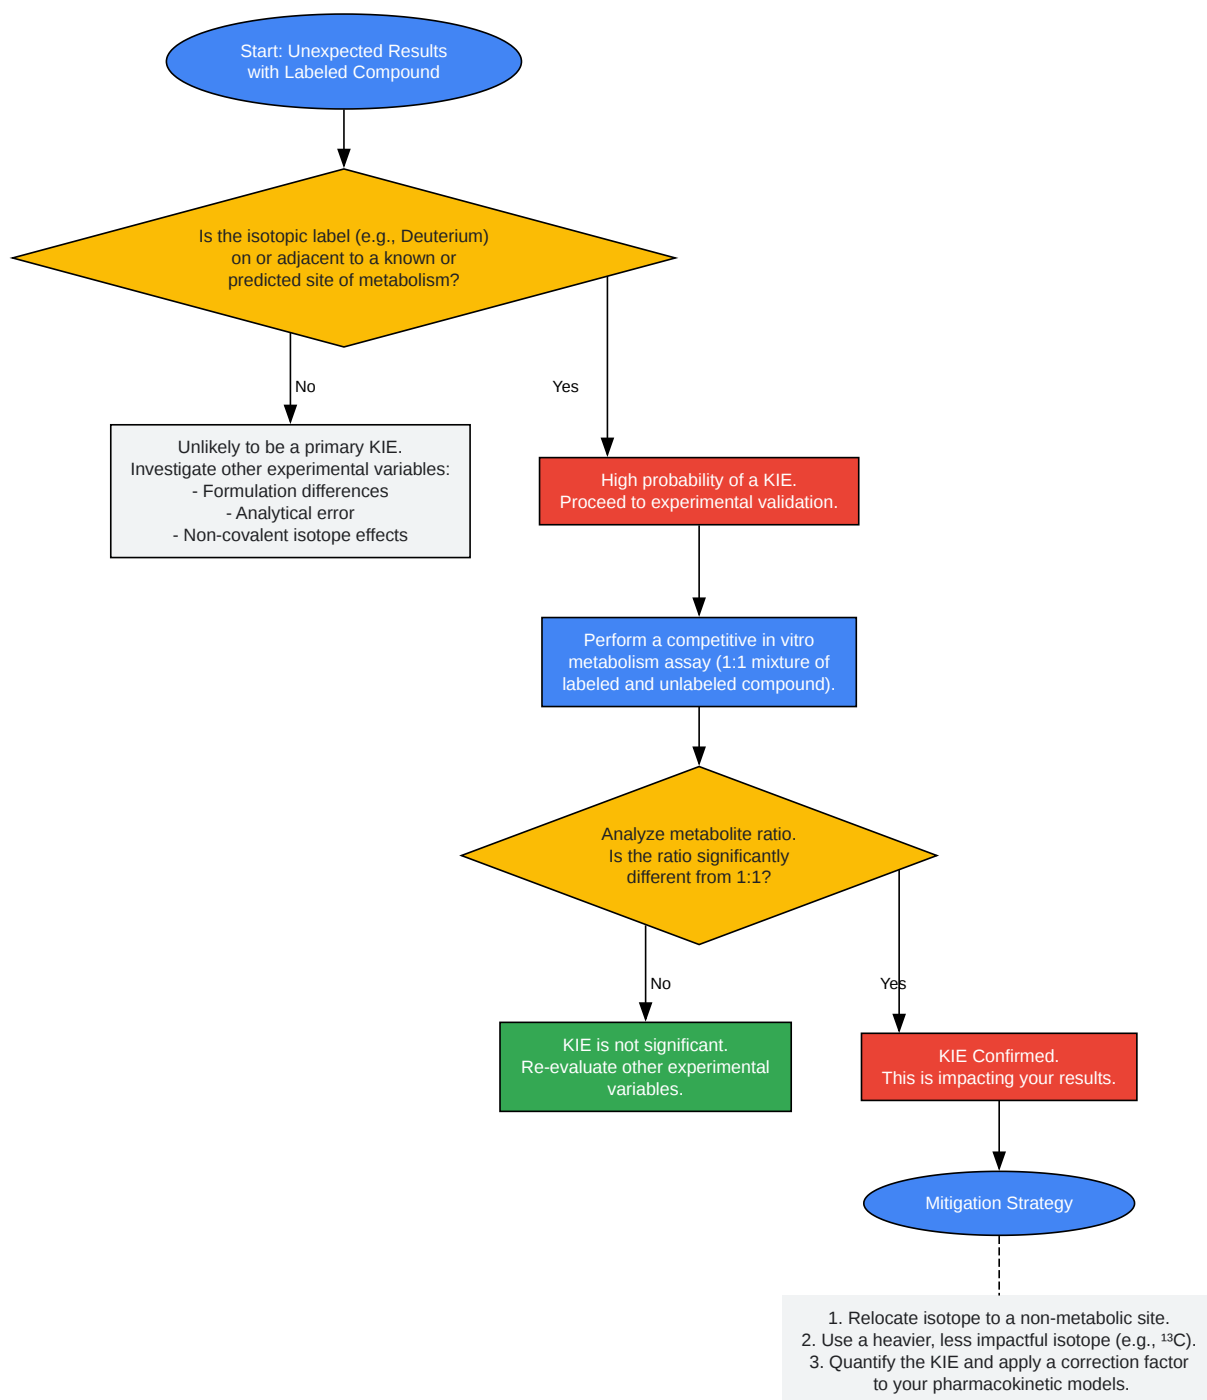 Start: Unexpected Results
with Labeled Compound
Is the isotopic label (e.g., Deuterium)
on or adjacent to a known or
predicted site of metabolism?
No
Yes
Unlikely to be a primary KIE.
Investigate other experimental variables:
- Formulation differences
- Analytical error
- Non-covalent isotope effects
High probability of a KIE.
Proceed to experimental validation.
Perform a competitive in vitro
metabolism assay (1:1 mixture of
labeled and unlabeled compound).
Analyze metabolite ratio.
Is the ratio significantly
different from 1:1?
No
Yes
KIE is not significant.
Re-evaluate other experimental
variables.
KIE Confirmed.
This is impacting your results.
Mitigation Strategy
1. Relocate isotope to a non-metabolic site.
2. Use a heavier, less impactful isotope (e.g., ¹³C).
3. Quantify the KIE and apply a correction factor
to your pharmacokinetic models.